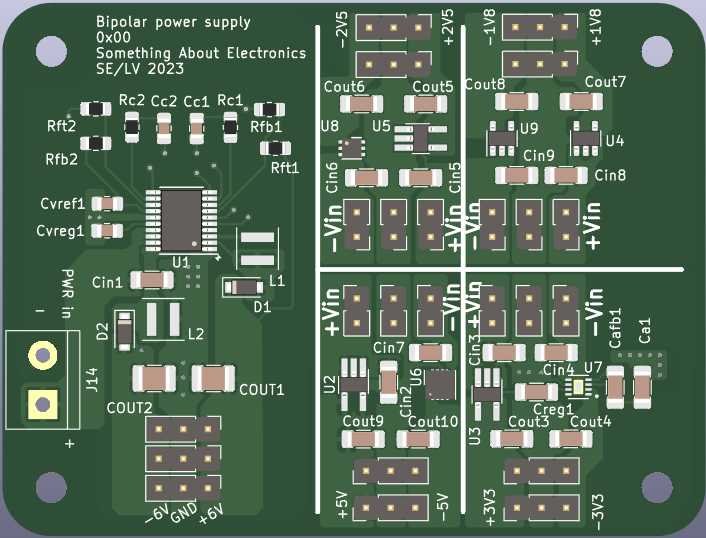 Bipolar power supply
0x00
Something About Electronics
SE/LV 2023
-2V5
+2V5
-1V8
+1V8
Cout6
Cout5
Cout8
Cout7
Rc2
Cc2
Cc1
Rc1
Rft2
Rfb1
Rfb2
Rft1
U8
U5
U9
U4
Cin6
Cin5
Cin9
Cin8
Cvref1
Cvreg1
-Vin
+Vin
-Vin
+Vin
U1
L1
Cin1
D1
PWR in
-
D2
L2
J14
COUT2
COUT1
+
-6V
GND
+6V
+Vin
-Vin
+Vin
-Vin
Cin7
Cin3
Cafb1
Ca1
U2
Cin2
U6
Cin4
U7
Creg1
U3
Cout9
Cout10
Cout3
Cout4
+5V
-5V
+3V3
-3V3